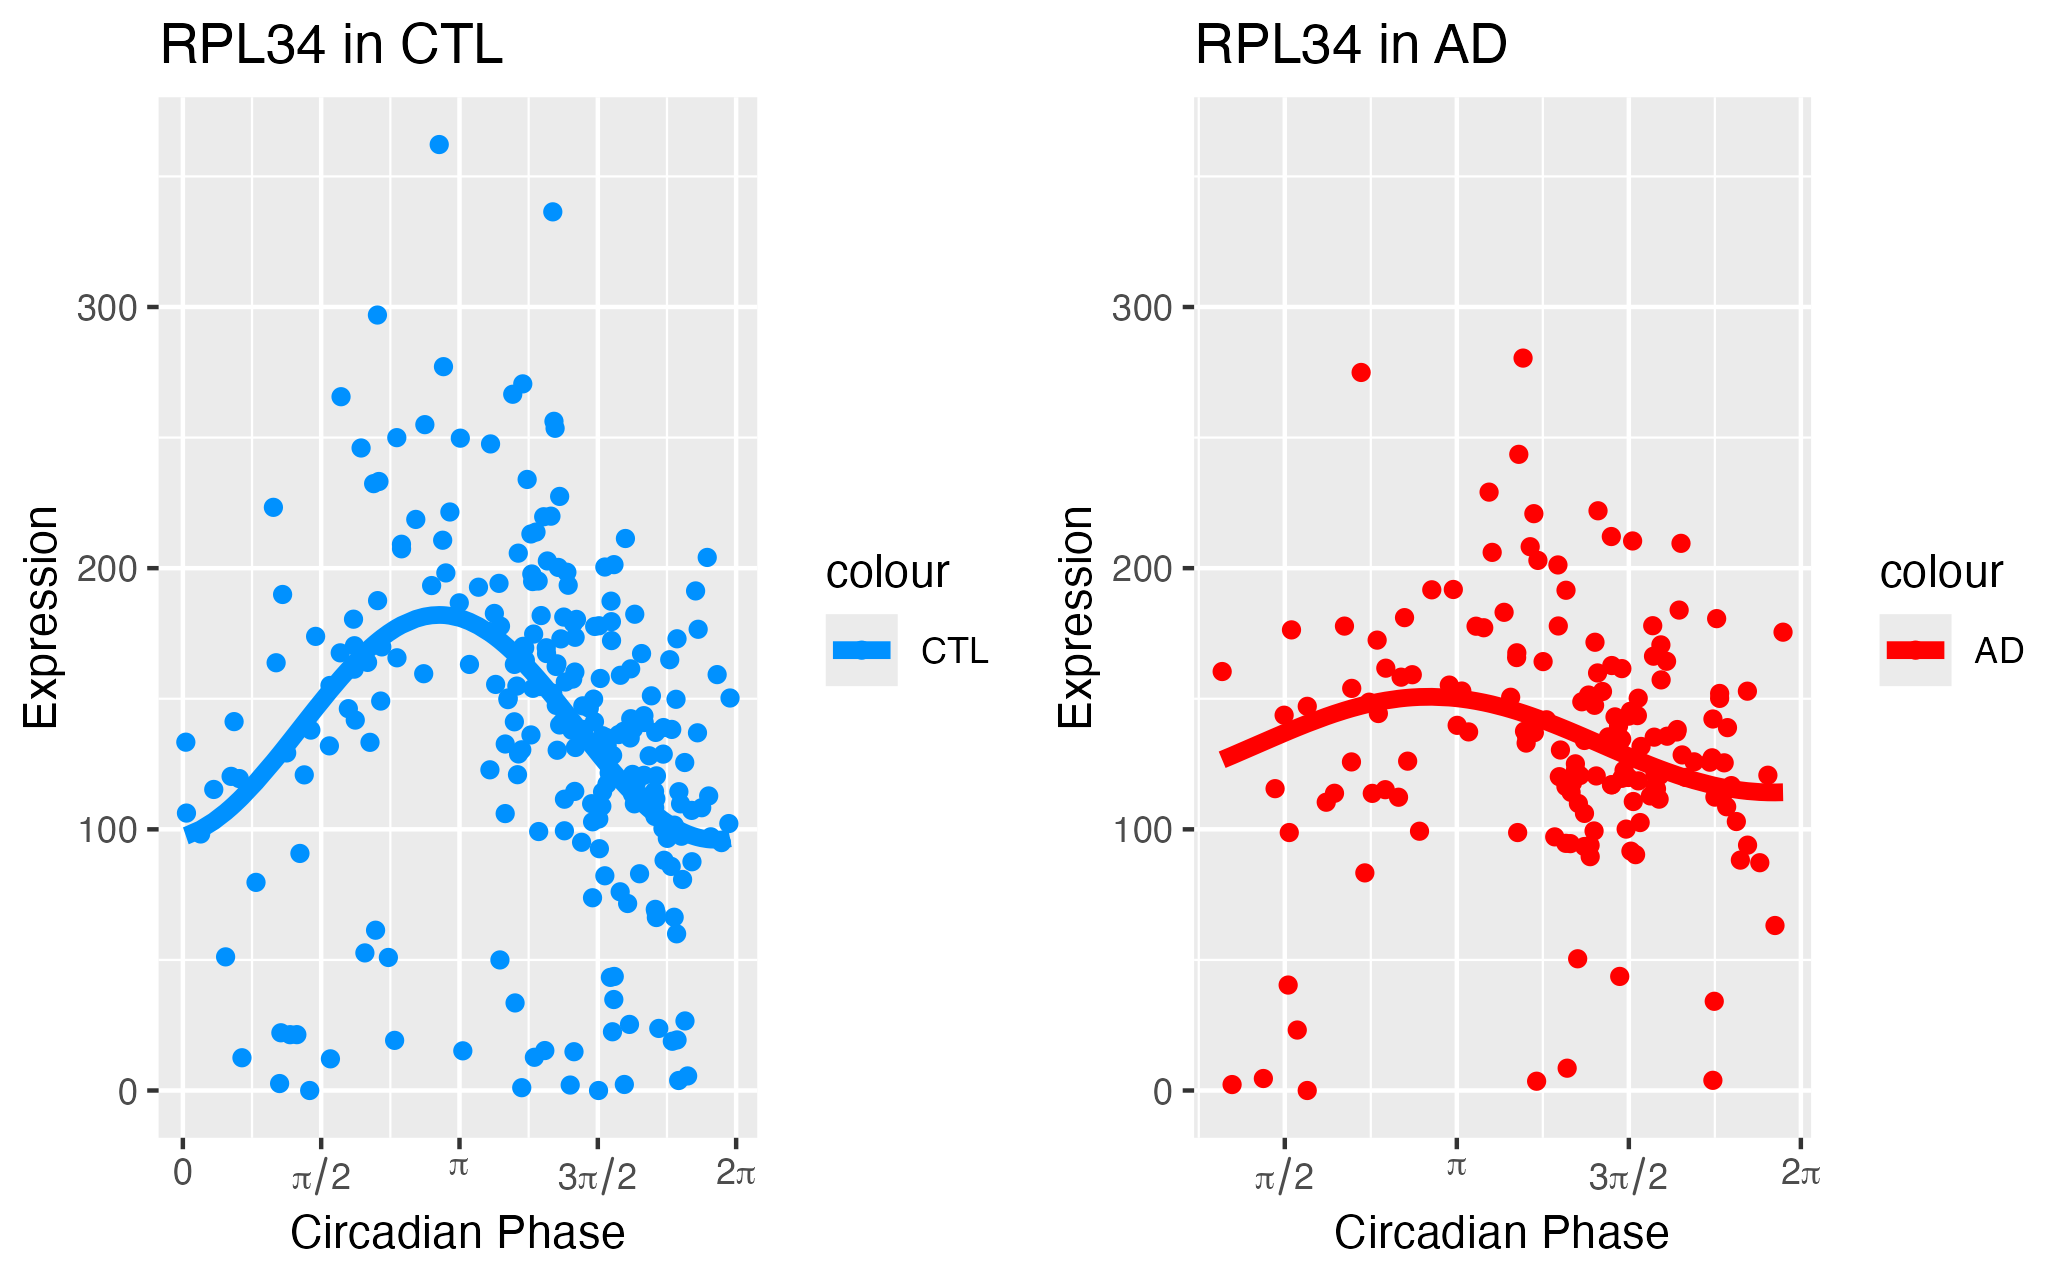 RPL34 in CTL
Expression
300
200
100
0
0
π/2
π
3π/2
2π
Circadian Phase
colour
CTL
RPL34 in AD
Expression
300
200
100
0
π/2
π
3π/2
2π
Circadian Phase
colour
AD